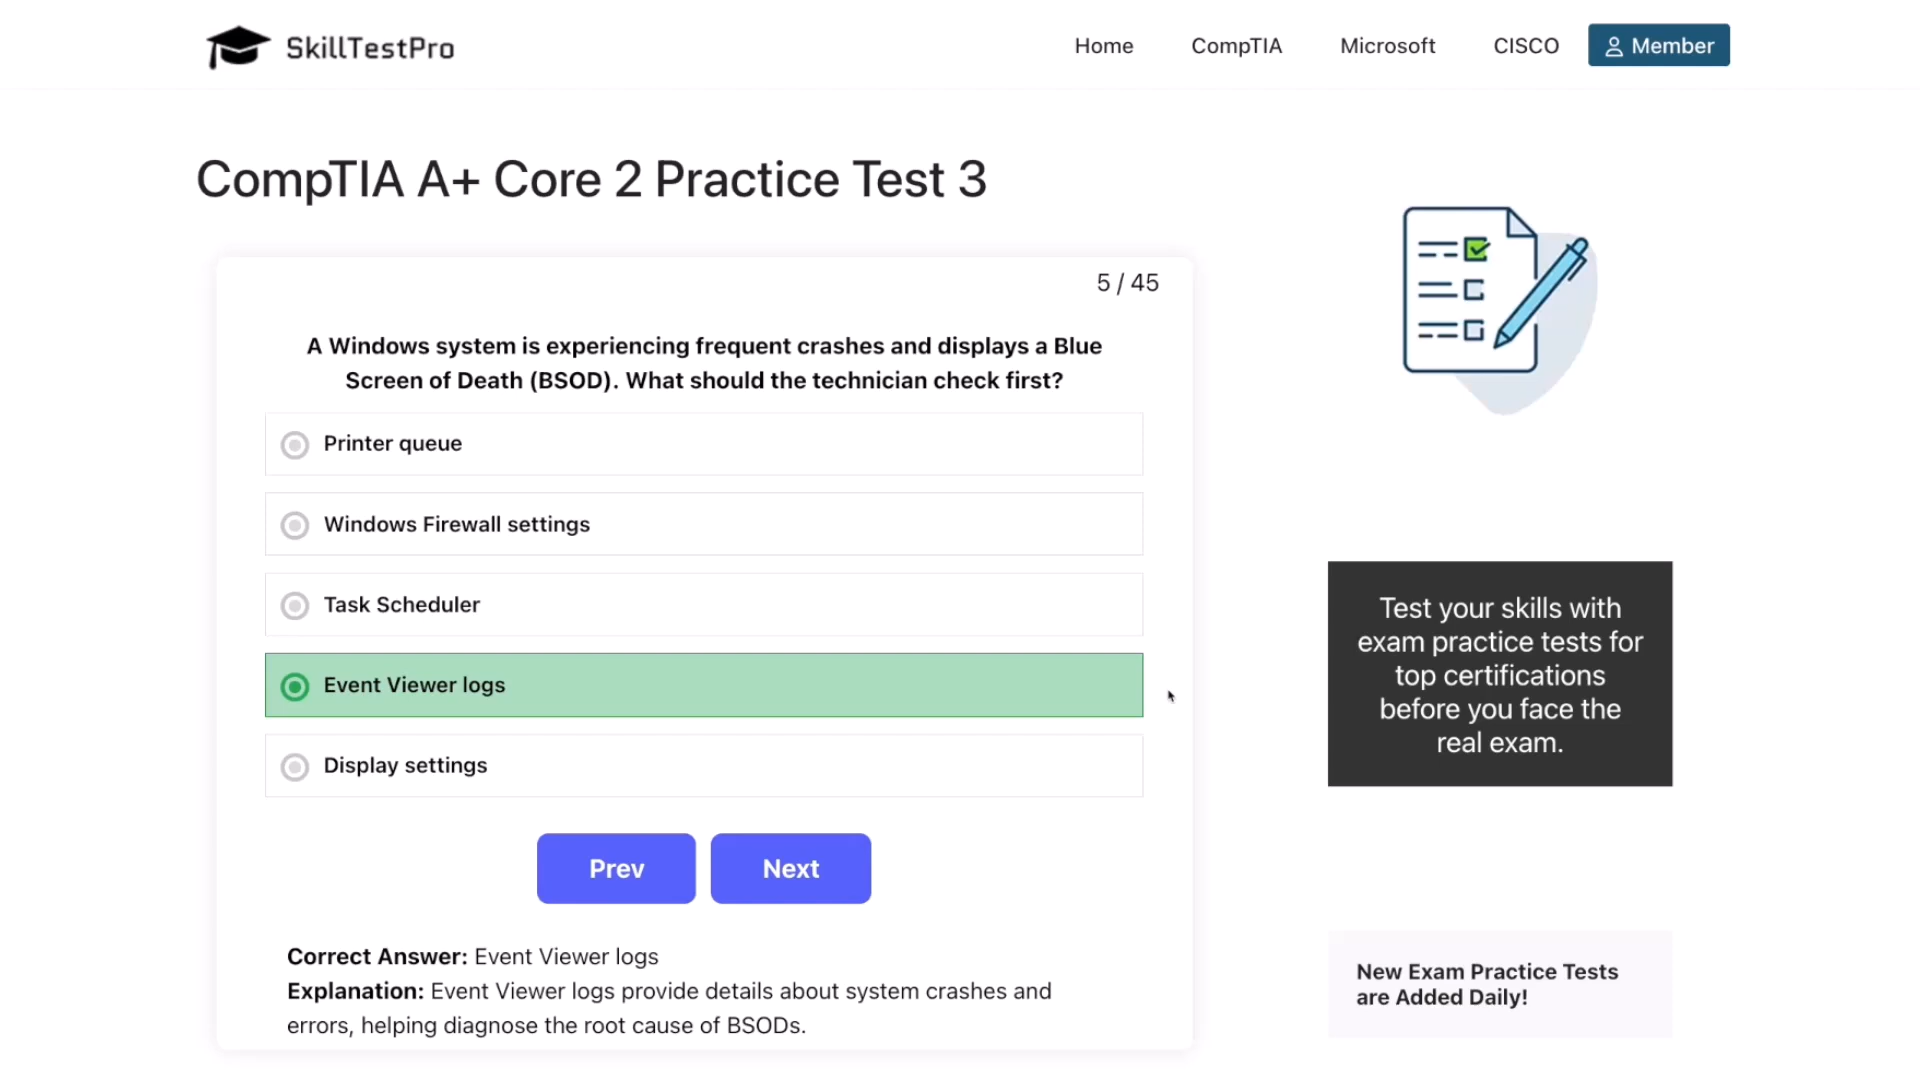 SkillTestPro
Home
CompTIA
Microsoft
CISCO
Member
CompTIA A+ Core 2 Practice Test 3
5 / 45
A Windows system is experiencing frequent crashes and displays a Blue
Screen of Death (BSOD). What should the technician check first?
Printer queue
Windows Firewall settings
Task Scheduler
Event Viewer logs
Display settings
Prev
Next
Correct Answer: Event Viewer logs
Explanation: Event Viewer logs provide details about system crashes and
errors, helping diagnose the root cause of BSODs.
Test your skills with
exam practice tests for
top certifications
before you face the
real exam.
New Exam Practice Tests
are Added Daily!